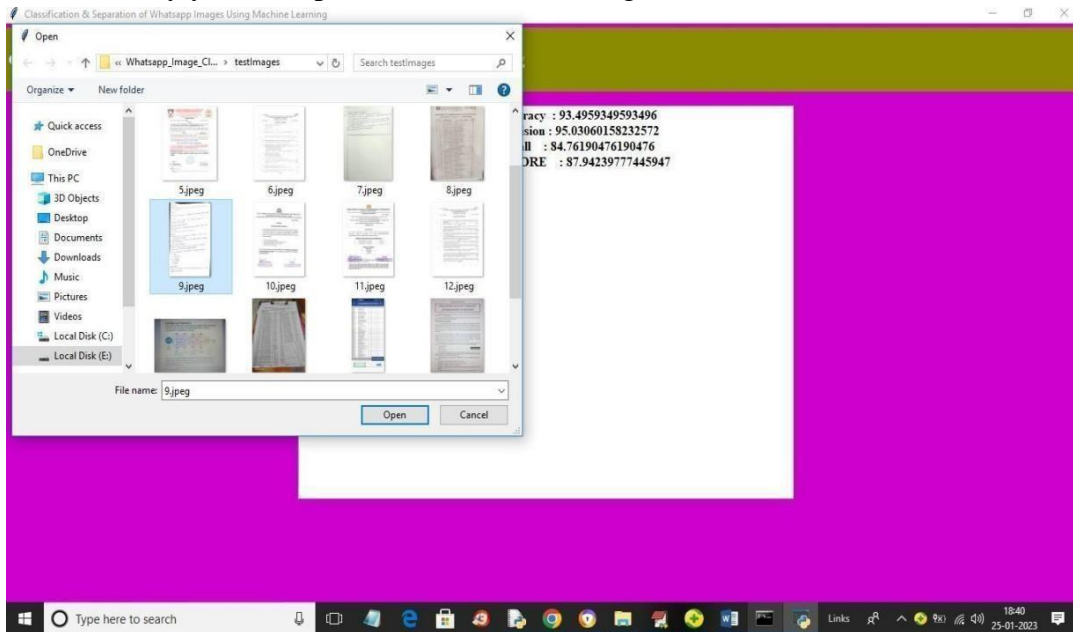 Classification & Separation of Whatsapp Images Using Machine Learning
Open
« Whatsapp_Image_Cl... › testImages
Search testImages
Organize
New folder
Quick access
OneDrive
This PC
3D Objects
Desktop
Documents
Downloads
Music
Pictures
Videos
Local Disk (C:)
Local Disk (E:)
5.jpeg
6.jpeg
7.jpeg
8.jpeg
9.jpeg
10.jpeg
11.jpeg
12.jpeg
File name: 9.jpeg
Open
Cancel
racy : 93.4959349593496
sion : 95.03060158232572
ll : 84.76190476190476
ORE : 87.94239777445947
Type here to search
Links
18:40
25-01-2023